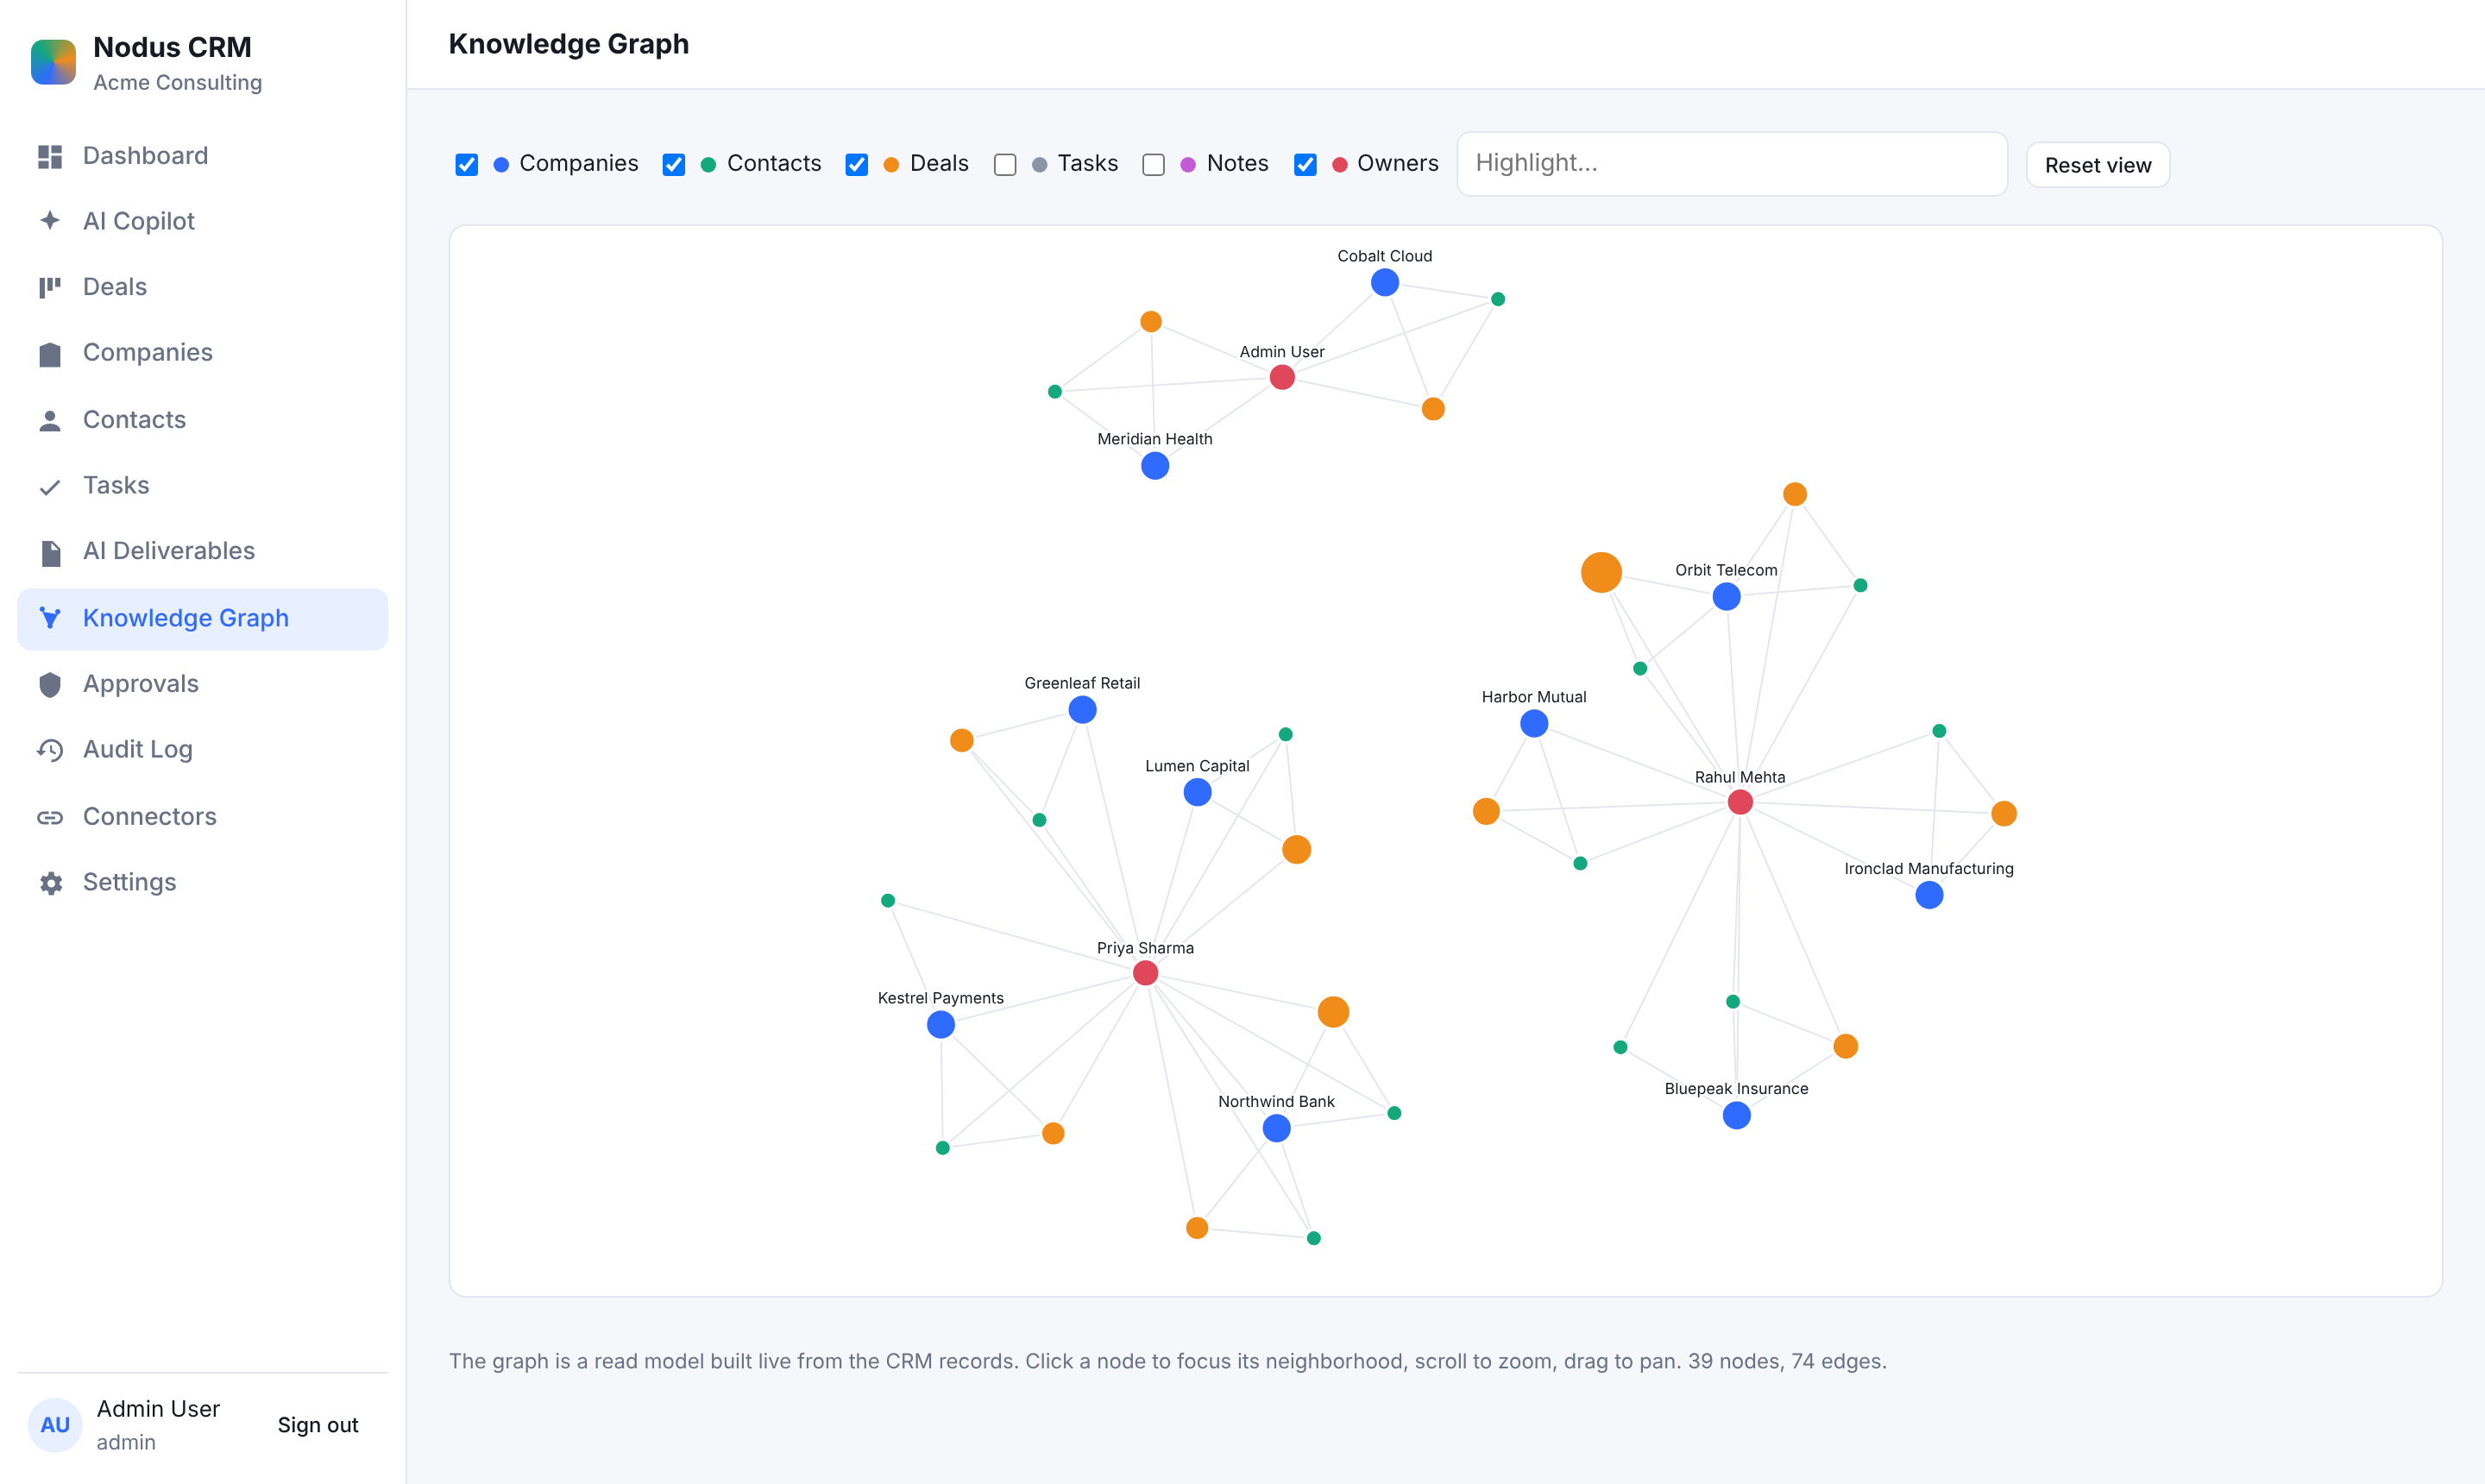 Nodus CRM
Acme Consulting
Dashboard
AI Copilot
Deals
Companies
Contacts
Tasks
AI Deliverables
Knowledge Graph
Approvals
Audit Log
Connectors
Settings
AU
Admin User
admin
Sign out
Knowledge Graph
Companies
Contacts
Deals
Tasks
Notes
Owners
Highlight...
Reset view
Cobalt Cloud
Admin User
Meridian Health
Orbit Telecom
Greenleaf Retail
Harbor Mutual
Lumen Capital
Rahul Mehta
Ironclad Manufacturing
Priya Sharma
Kestrel Payments
Bluepeak Insurance
Northwind Bank
The graph is a read model built live from the CRM records. Click a node to focus its neighborhood, scroll to zoom, drag to pan. 39 nodes, 74 edges.